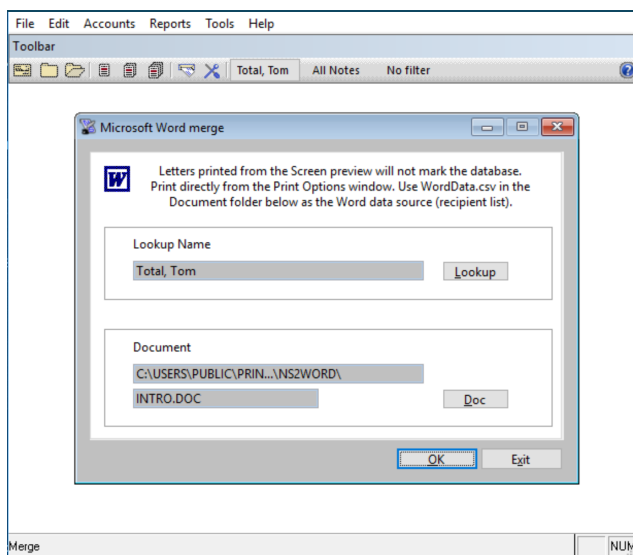 File Edit Accounts Reports Tools Help
Toolbar
Total, Tom All Notes No filter
Microsoft Word merge
W
Letters printed from the Screen preview will not mark the database.
Print directly from the Print Options window. Use WordData.csv in the
Document folder below as the Word data source (recipient list).
Lookup Name
Total, Tom Lookup
Document
C:\USERS\PUBLIC\PRIN...\NS2WORD\
INTRO.DOC Doc
OK Exit
Merge NUM